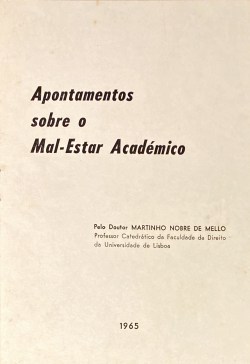 Apontamentos
sobre o
Mal-Estar Académico
Pelo Doutor MARTINHO NOBRE DE MELLO
Professor Catedrático da Faculdade de Direito
da Universidade de Lisboa
1965